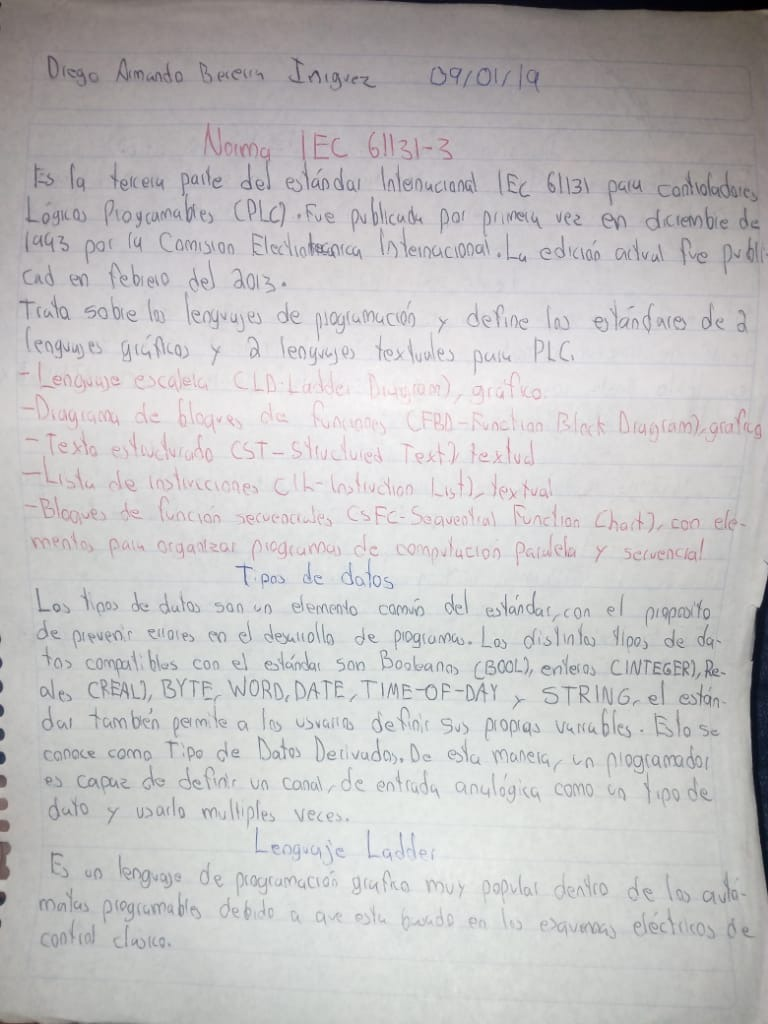 Diego Armando Becerra Iniguez 09/01/19
Norma IEC 61131-3
Es la tercera parte del estándar Internacional IEC 61131 para controladores
Lógicos Programables (PLC). Fue publicada por primera vez en diciembre de
1993 por la Comision Electrotecnica Internacional. La edición actual fue publi-
cad en febrero del 2013.
Trata sobre los lenguajes de programación y define los estándares de 2
lenguajes gráficos y 2 lenguajes textuales para PLC.
-Lenguaje escalera (LD-Ladder Diagram), gráfico.
-Diagrama de bloques de funciones (FBD-Function Block Diagram), grafico
-Texto estructurado (ST-Structured Text), textual
-Lista de instrucciones (IL-Instruction List), textual
-Bloques de función secuenciales (SFC-Sequential Function Chart), con ele-
mentos para organizar programas de computación paralela y secuencial
Tipos de datos
Los tipos de datos son un elemento común del estándar, con el proposito
de prevenir errores en el desarrollo de programas. Los distintos tipos de da-
tos compatibles con el estándar son Booleanos (BOOL), enteros (INTEGER), Re-
ales (REAL), BYTE, WORD, DATE, TIME-OF-DAY y STRING, el están-
dar también permite a los usuarios definir sus propias variables. Esto se
conoce como Tipo de Datos Derivados. De esta manera, un programador
es capaz de definir un canal, de entrada analógica como un tipo de
dato y usarlo multiples veces.
Lenguaje Ladder
Es un lenguaje de programación grafico muy popular dentro de los autó-
matas programables debido a que esta basado en los esquemas eléctricos de
control clasico.